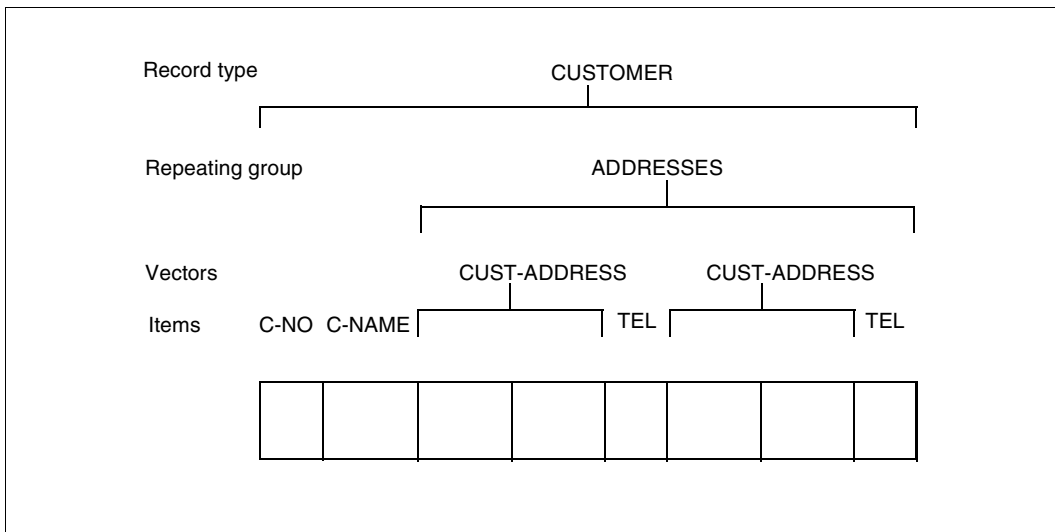 Record type CUSTOMER
Repeating group ADDRESSES
Vectors CUST-ADDRESS CUST-ADDRESS
Items C-NO C-NAME TEL TEL